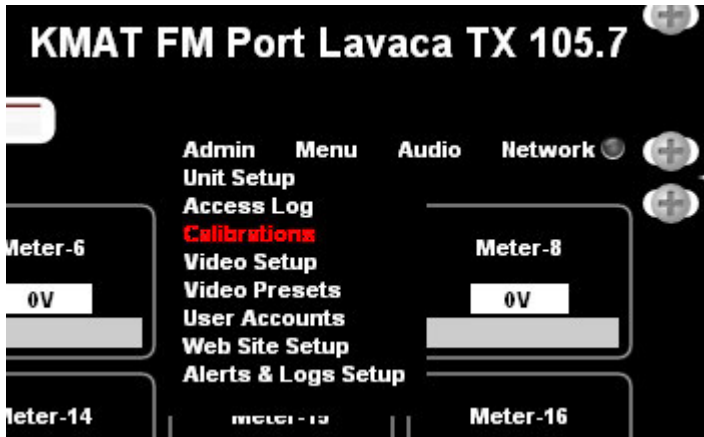 KMAT FM Port Lavaca TX 105.7
Admin Menu Audio Network
Unit Setup
Access Log
Calibrations
Video Setup
Video Presets
User Accounts
Web Site Setup
Alerts & Logs Setup
Meter-6
0V
Meter-8
0V
Meter-14
Meter-15
Meter-16